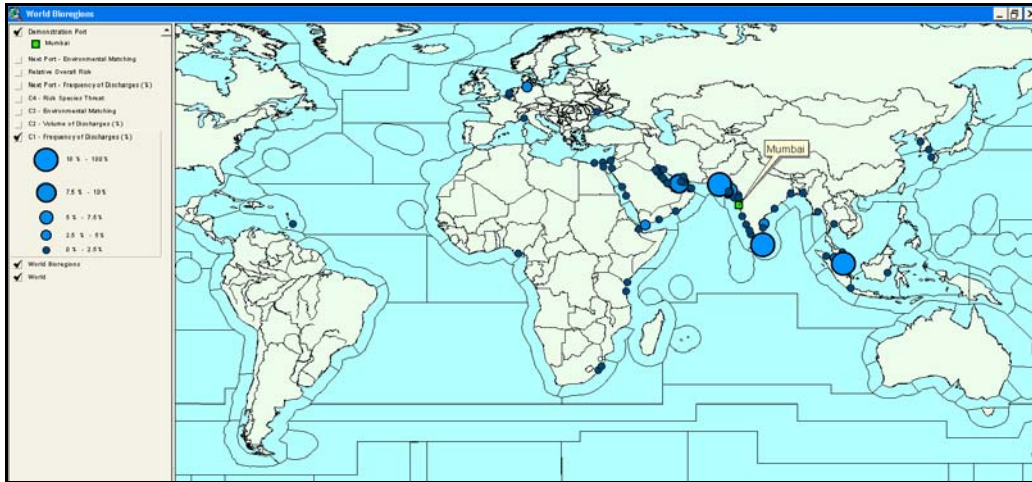 World Bioregions
Demonstration Port
Mumbai
Next Port - Environmental Matching
Relative Overall Risk
Next Port - Frequency of Discharges (%)
C4 - Risk Species Threat
C3 - Environmental Matching
C2 - Volume of Discharges (%)
C1 - Frequency of Discharges (%)
10 % - 100%
7.5 % - 10%
5 % - 7.5%
2.5 % - 5%
0 % - 2.5%
World Bioregions
World
Mumbai